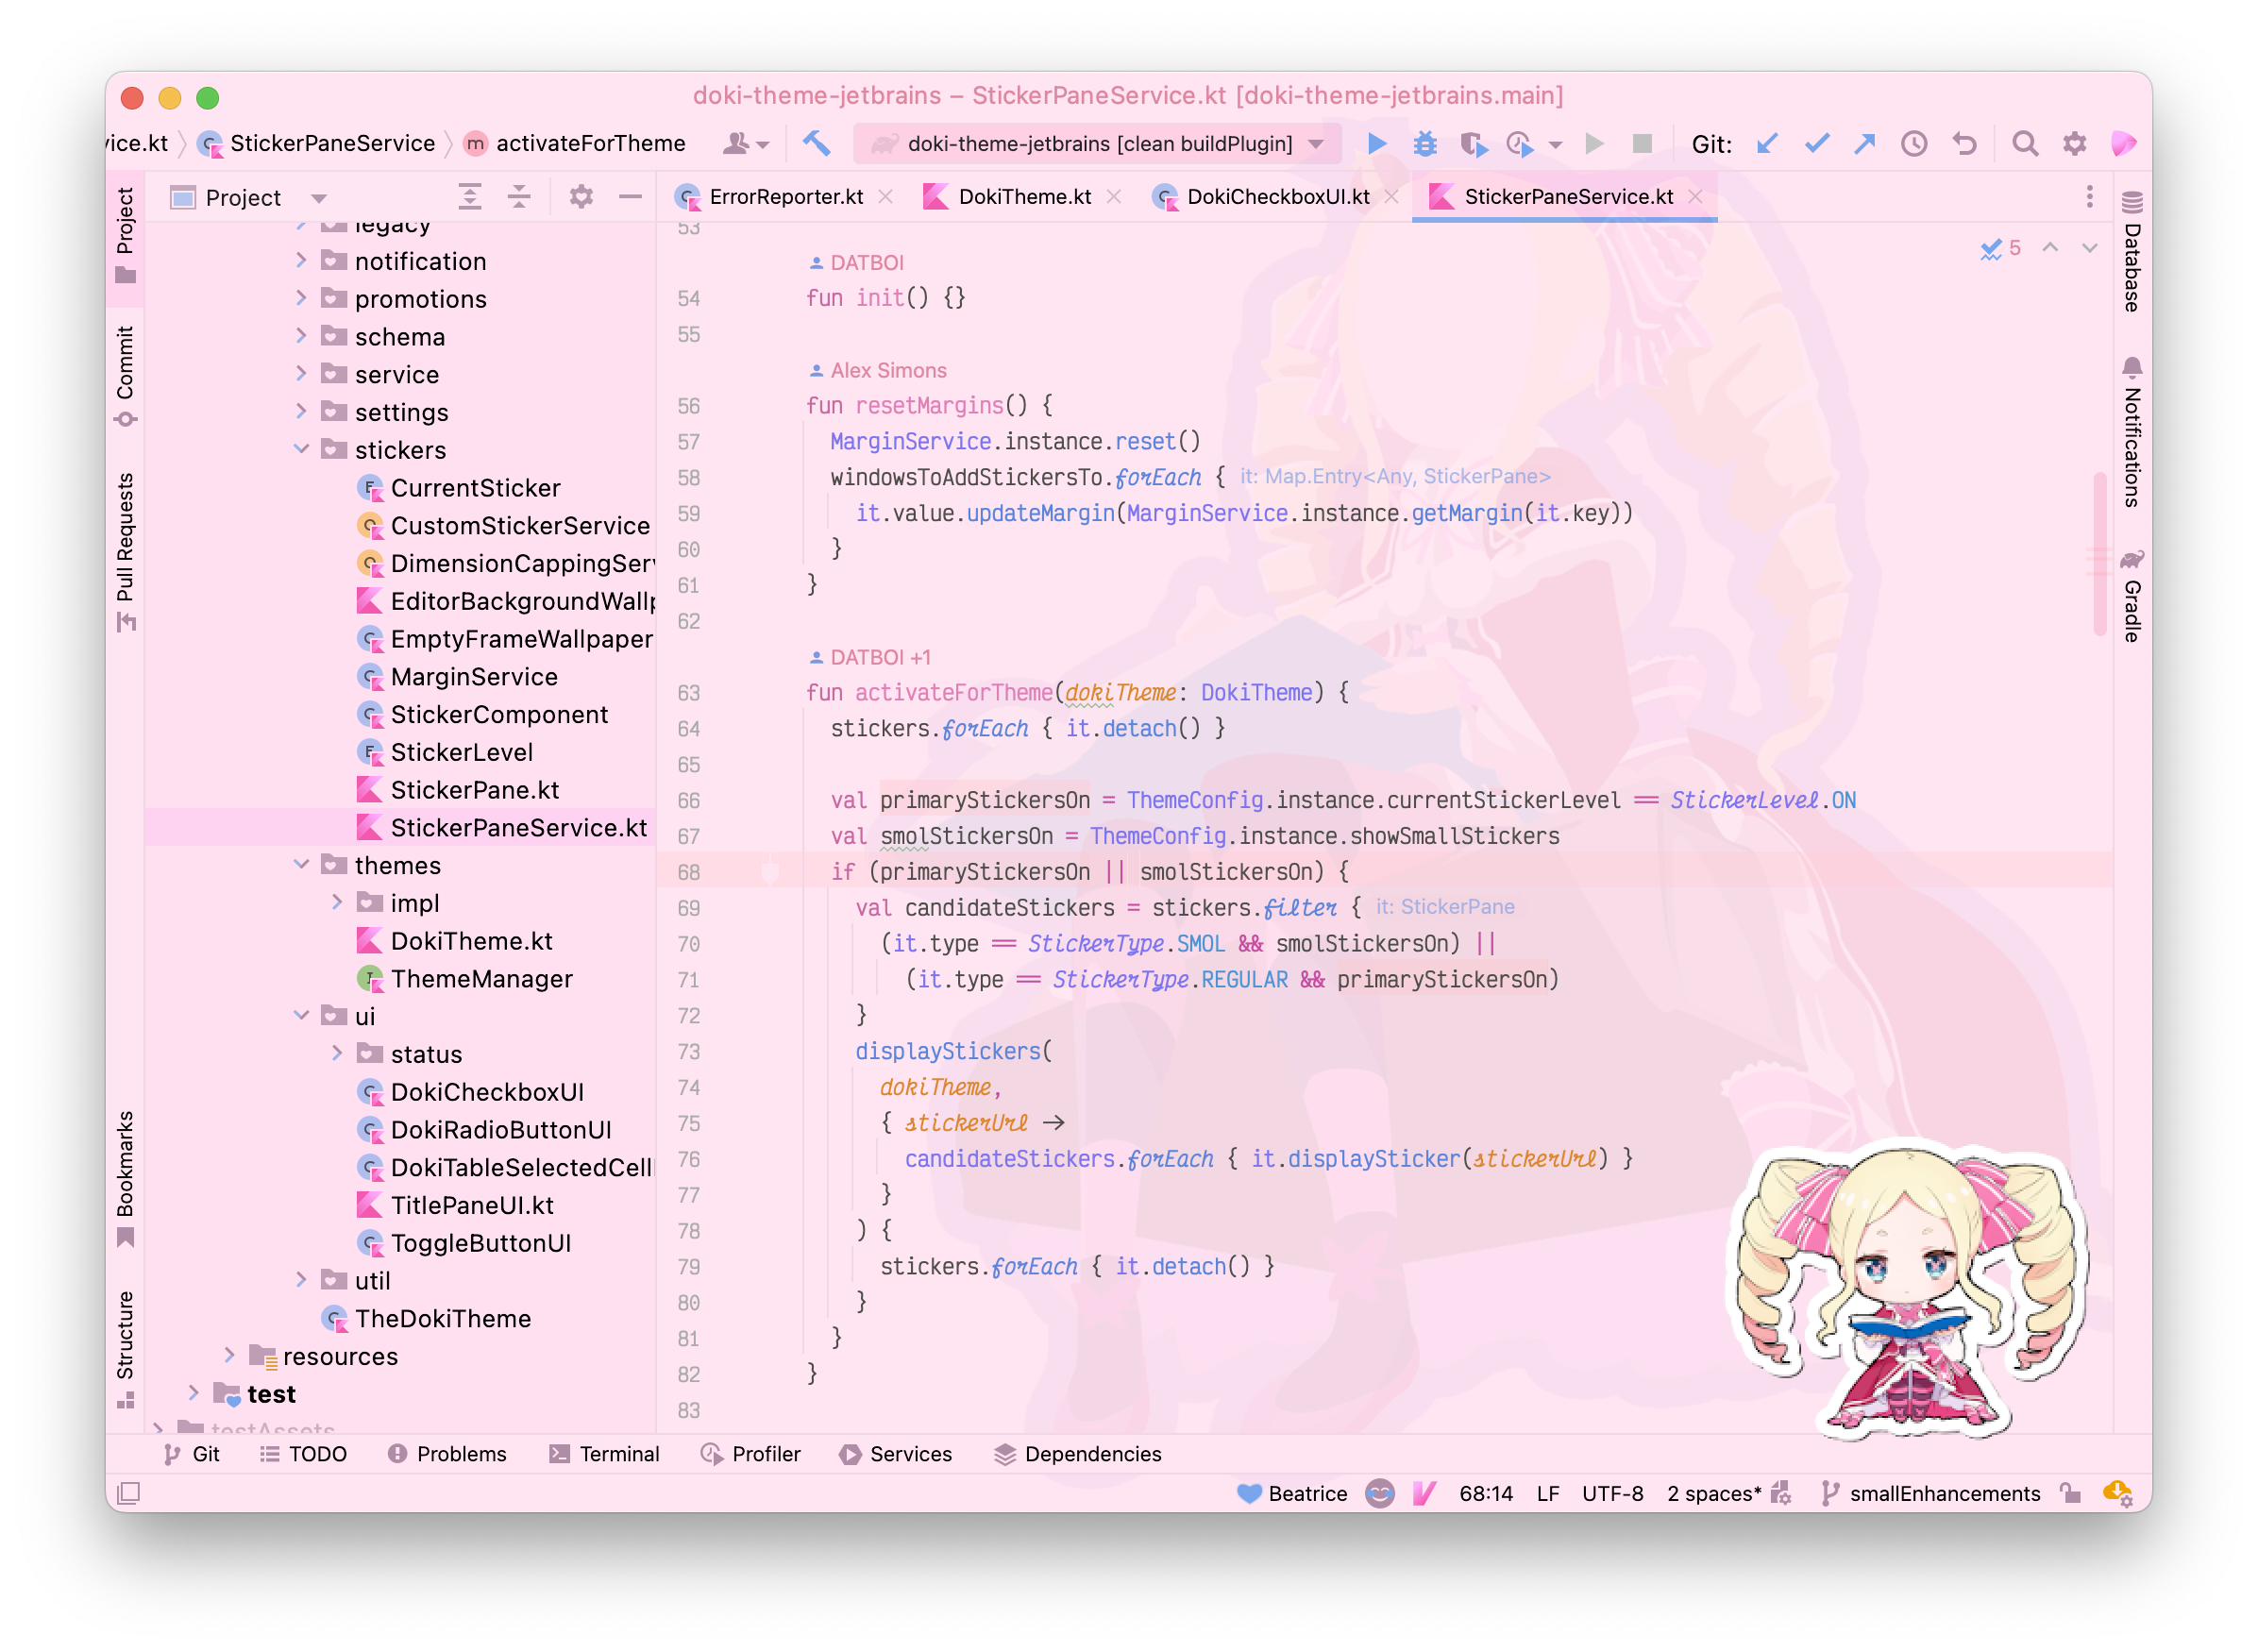 doki-theme-jetbrains – StickerPaneService.kt [doki-theme-jetbrains.main]
vice.kt StickerPaneService m activateForTheme doki-theme-jetbrains [clean buildPlugin] Git:
Project
Commit
Pull Requests
Bookmarks
Structure
Project
legacy
notification
promotions
schema
service
settings
stickers
CurrentSticker
CustomStickerService
DimensionCappingServ
EditorBackgroundWallp
EmptyFrameWallpaper
MarginService
StickerComponent
StickerLevel
StickerPane.kt
StickerPaneService.kt
themes
impl
DokiTheme.kt
ThemeManager
ui
status
DokiCheckboxUI
DokiRadioButtonUI
DokiTableSelectedCell
TitlePaneUI.kt
ToggleButtonUI
util
TheDokiTheme
resources
test
testAssets
ErrorReporter.kt DokiTheme.kt DokiCheckboxUI.kt StickerPaneService.kt
5
53
DATBOI
54 fun init() {}
55
Alex Simons
56 fun resetMargins() {
57 MarginService.instance.reset()
58 windowsToAddStickersTo.forEach { it: Map.Entry<Any, StickerPane>
59 it.value.updateMargin(MarginService.instance.getMargin(it.key))
60 }
61 }
62
DATBOI +1
63 fun activateForTheme(dokiTheme: DokiTheme) {
64 stickers.forEach { it.detach() }
65
66 val primaryStickersOn = ThemeConfig.instance.currentStickerLevel == StickerLevel.ON
67 val smolStickersOn = ThemeConfig.instance.showSmallStickers
68 if (primaryStickersOn || smolStickersOn) {
69 val candidateStickers = stickers.filter { it: StickerPane
70 (it.type == StickerType.SMOL && smolStickersOn) ||
71 (it.type == StickerType.REGULAR && primaryStickersOn)
72 }
73 displayStickers(
74 dokiTheme,
75 { stickerUrl ->
76 candidateStickers.forEach { it.displaySticker(stickerUrl) }
77 }
78 ) {
79 stickers.forEach { it.detach() }
80 }
81 }
82 }
83
Database
Notifications
Gradle
Git TODO Problems Terminal Profiler Services Dependencies
Beatrice 68:14 LF UTF-8 2 spaces* smallEnhancements